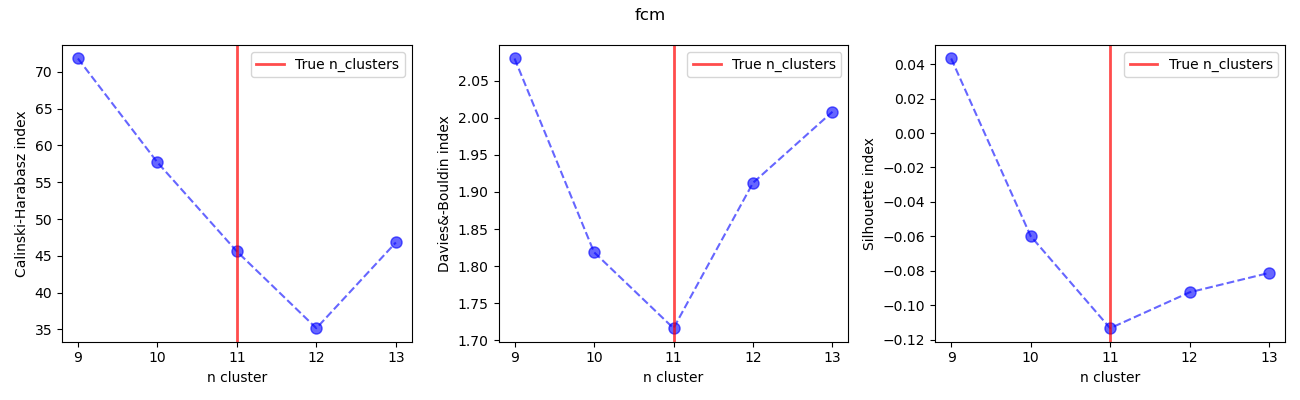 fcm
Calinski-Harabasz index
70
65
60
55
50
45
40
35
True n_clusters
9 10 11 12 13
n cluster
Davies&-Bouldin index
2.05
2.00
1.95
1.90
1.85
1.80
1.75
1.70
True n_clusters
9 10 11 12 13
n cluster
Silhouette index
0.04
0.02
0.00
−0.02
−0.04
−0.06
−0.08
−0.10
−0.12
True n_clusters
9 10 11 12 13
n cluster